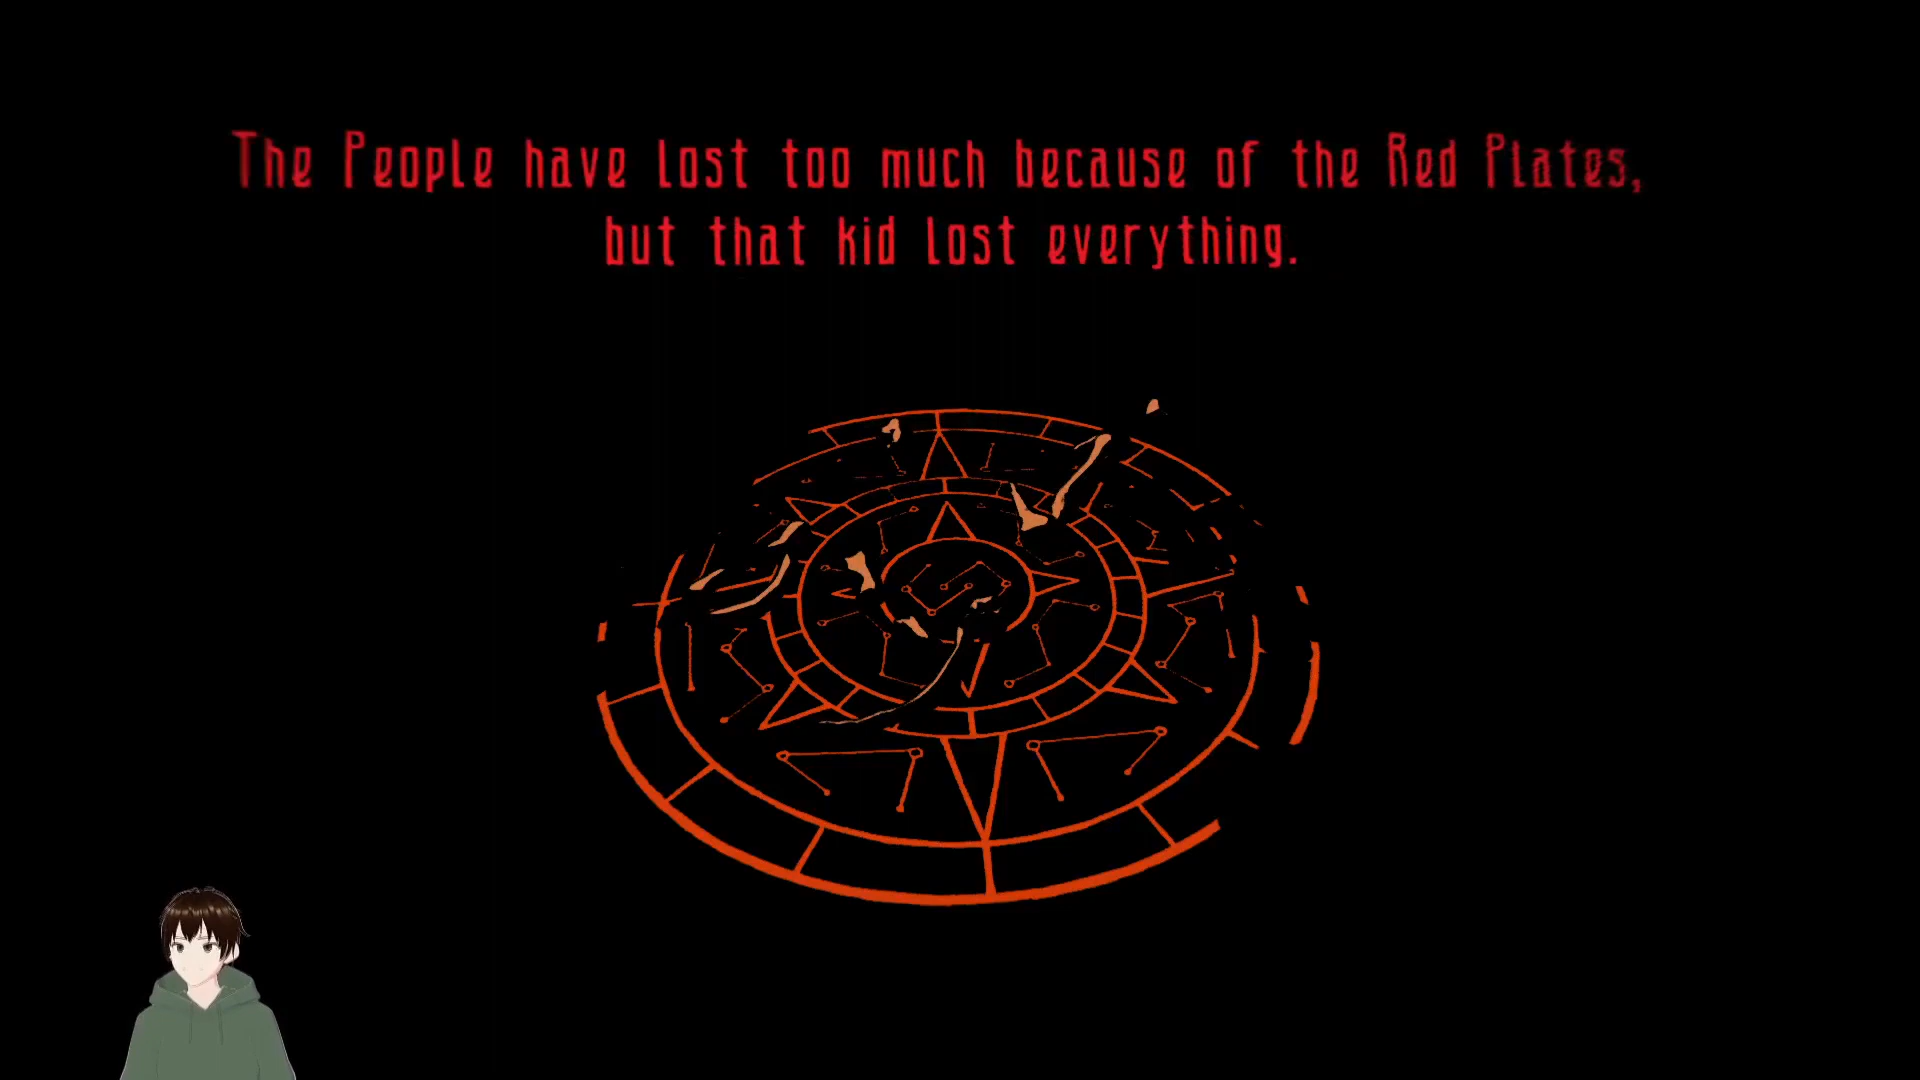 The People have lost too much because of the Red Plates,
but that kid lost everything.